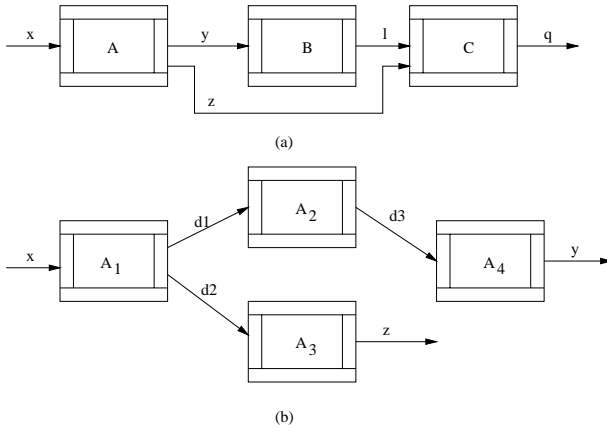 x A y B l C q
z
(a)
x A1 d1 A2 d3 A4 y
d2 A3 z
(b)